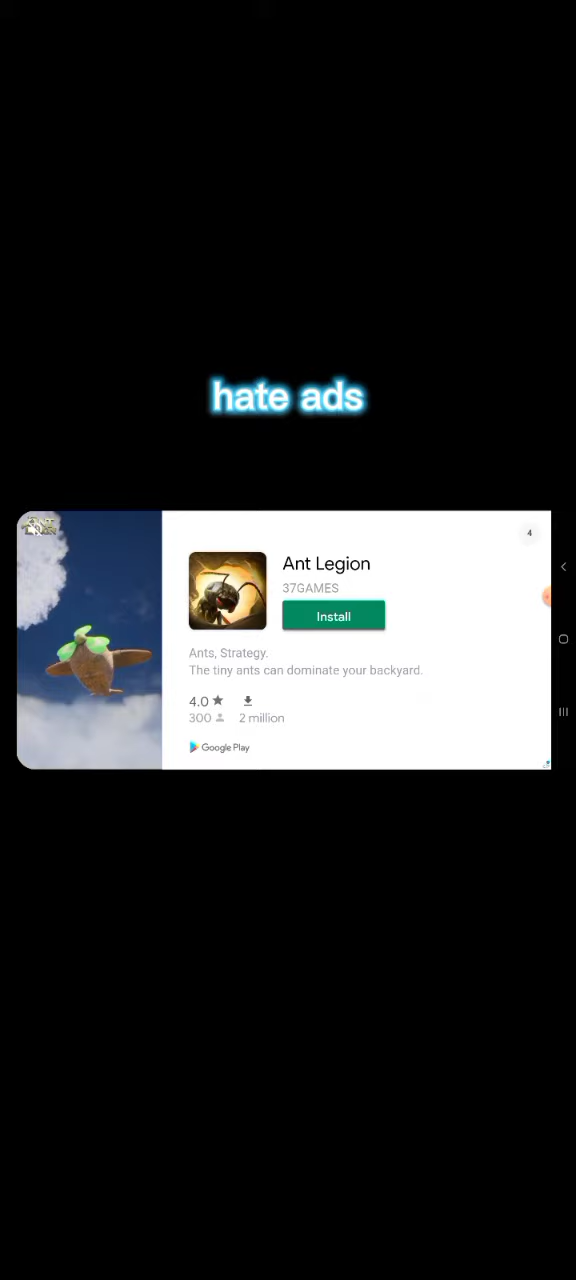 hate ads
4
Ant Legion
37GAMES
Install
Ants, Strategy.
The tiny ants can dominate your backyard.
4.0
300 2 million
Google Play